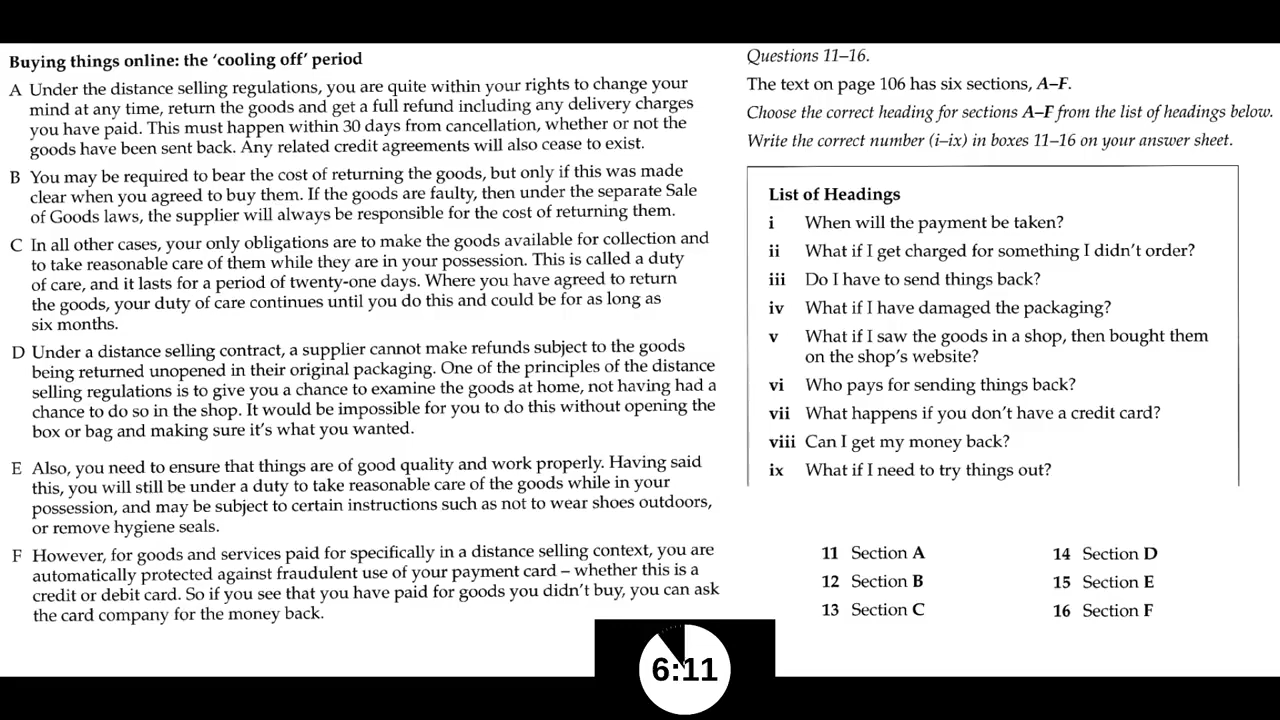 Buying things online: the 'cooling off' period
A Under the distance selling regulations, you are quite within your rights to change your
mind at any time, return the goods and get a full refund including any delivery charges
you have paid. This must happen within 30 days from cancellation, whether or not the
goods have been sent back. Any related credit agreements will also cease to exist.
B You may be required to bear the cost of returning the goods, but only if this was made
clear when you agreed to buy them. If the goods are faulty, then under the separate Sale
of Goods laws, the supplier will always be responsible for the cost of returning them.
C In all other cases, your only obligations are to make the goods available for collection and
to take reasonable care of them while they are in your possession. This is called a duty
of care, and it lasts for a period of twenty-one days. Where you have agreed to return
the goods, your duty of care continues until you do this and could be for as long as
six months.
D Under a distance selling contract, a supplier cannot make refunds subject to the goods
being returned unopened in their original packaging. One of the principles of the distance
selling regulations is to give you a chance to examine the goods at home, not having had a
chance to do so in the shop. It would be impossible for you to do this without opening the
box or bag and making sure it's what you wanted.
E Also, you need to ensure that things are of good quality and work properly. Having said
this, you will still be under a duty to take reasonable care of the goods while in your
possession, and may be subject to certain instructions such as not to wear shoes outdoors,
or remove hygiene seals.
F However, for goods and services paid for specifically in a distance selling context, you are
automatically protected against fraudulent use of your payment card – whether this is a
credit or debit card. So if you see that you have paid for goods you didn't buy, you can ask
the card company for the money back.
Questions 11–16.
The text on page 106 has six sections, A–F.
Choose the correct heading for sections A–F from the list of headings below.
Write the correct number (i–ix) in boxes 11–16 on your answer sheet.
List of Headings
i When will the payment be taken?
ii What if I get charged for something I didn't order?
iii Do I have to send things back?
iv What if I have damaged the packaging?
v What if I saw the goods in a shop, then bought them
on the shop's website?
vi Who pays for sending things back?
vii What happens if you don't have a credit card?
viii Can I get my money back?
ix What if I need to try things out?
11 Section A
12 Section B
13 Section C
14 Section D
15 Section E
16 Section F
6:11